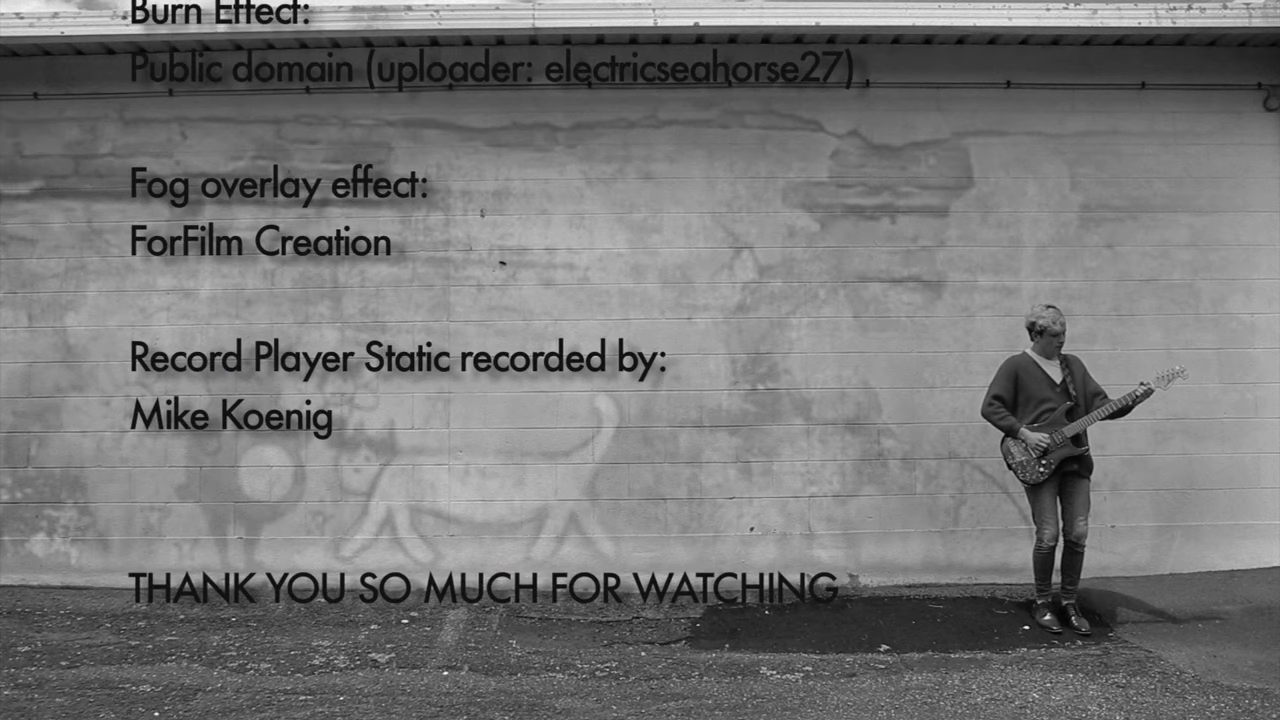 Burn Effect:
Public domain (uploader: electricseahorse27)
Fog overlay effect:
ForFilm Creation
Record Player Static recorded by:
Mike Koenig
THANK YOU SO MUCH FOR WATCHING